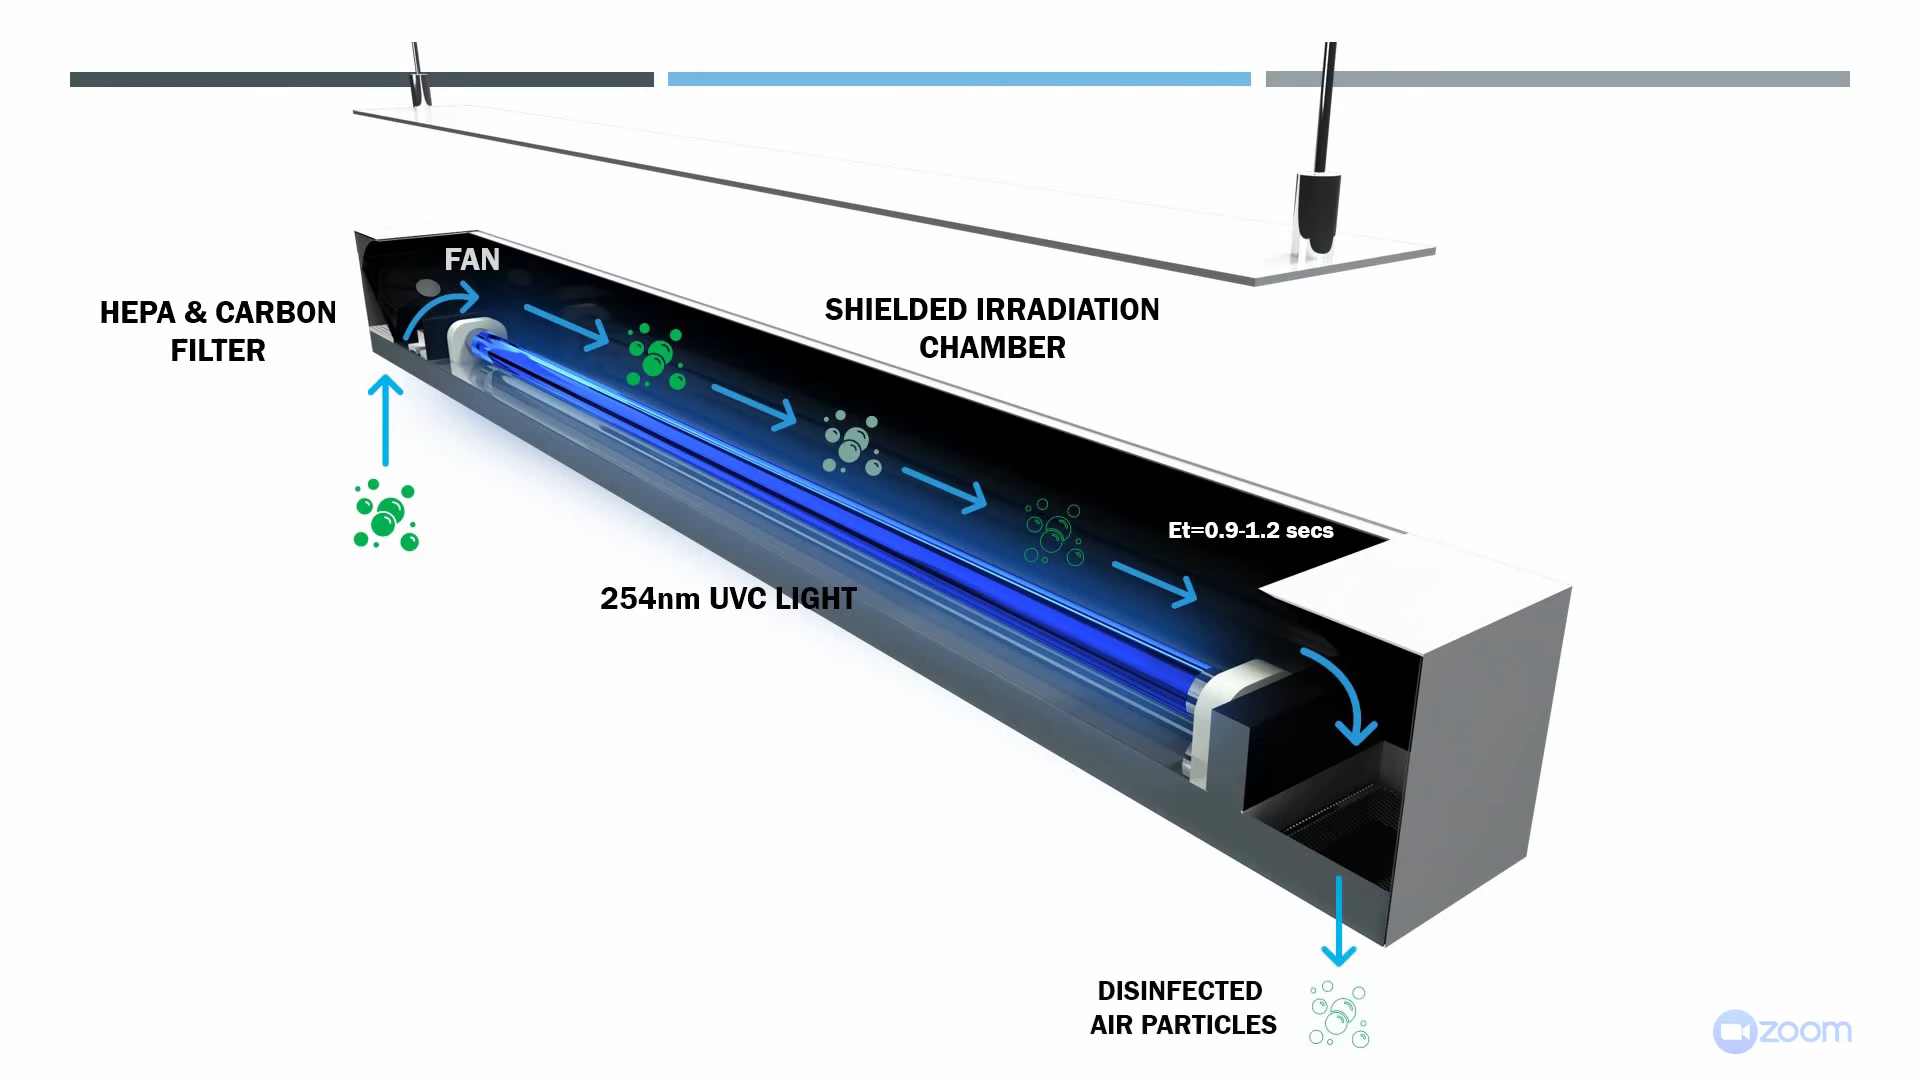 FAN
HEPA & CARBON
FILTER
SHIELDED IRRADIATION
CHAMBER
Et=0.9-1.2 secs
254nm UVC LIGHT
DISINFECTED
AIR PARTICLES
zoom